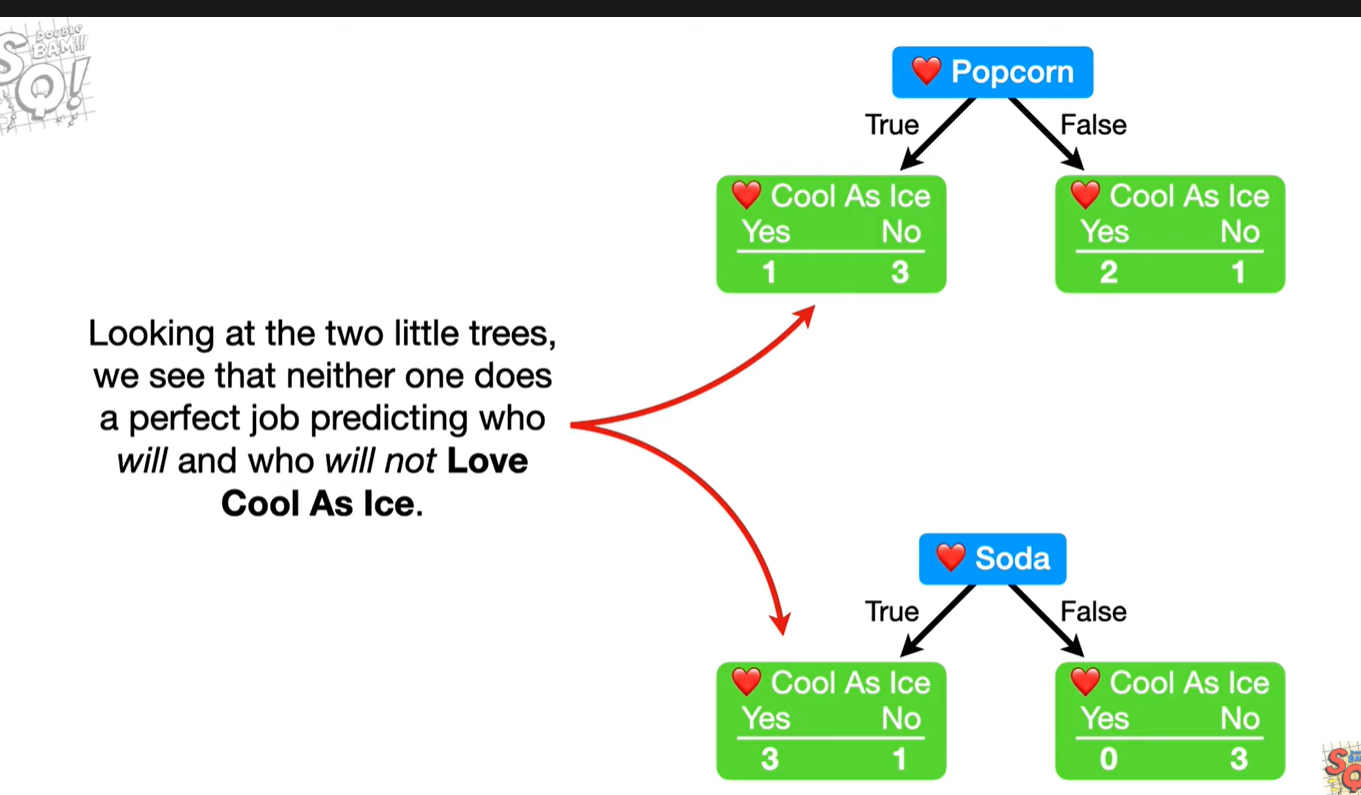 DOUBLE
BAM!!!
SQ!
❤️ Popcorn
True
False
❤️ Cool As Ice
Yes No
1 3
❤️ Cool As Ice
Yes No
2 1
Looking at the two little trees,
we see that neither one does
a perfect job predicting who
will and who will not Love
Cool As Ice.
❤️ Soda
True
False
❤️ Cool As Ice
Yes No
3 1
❤️ Cool As Ice
Yes No
0 3